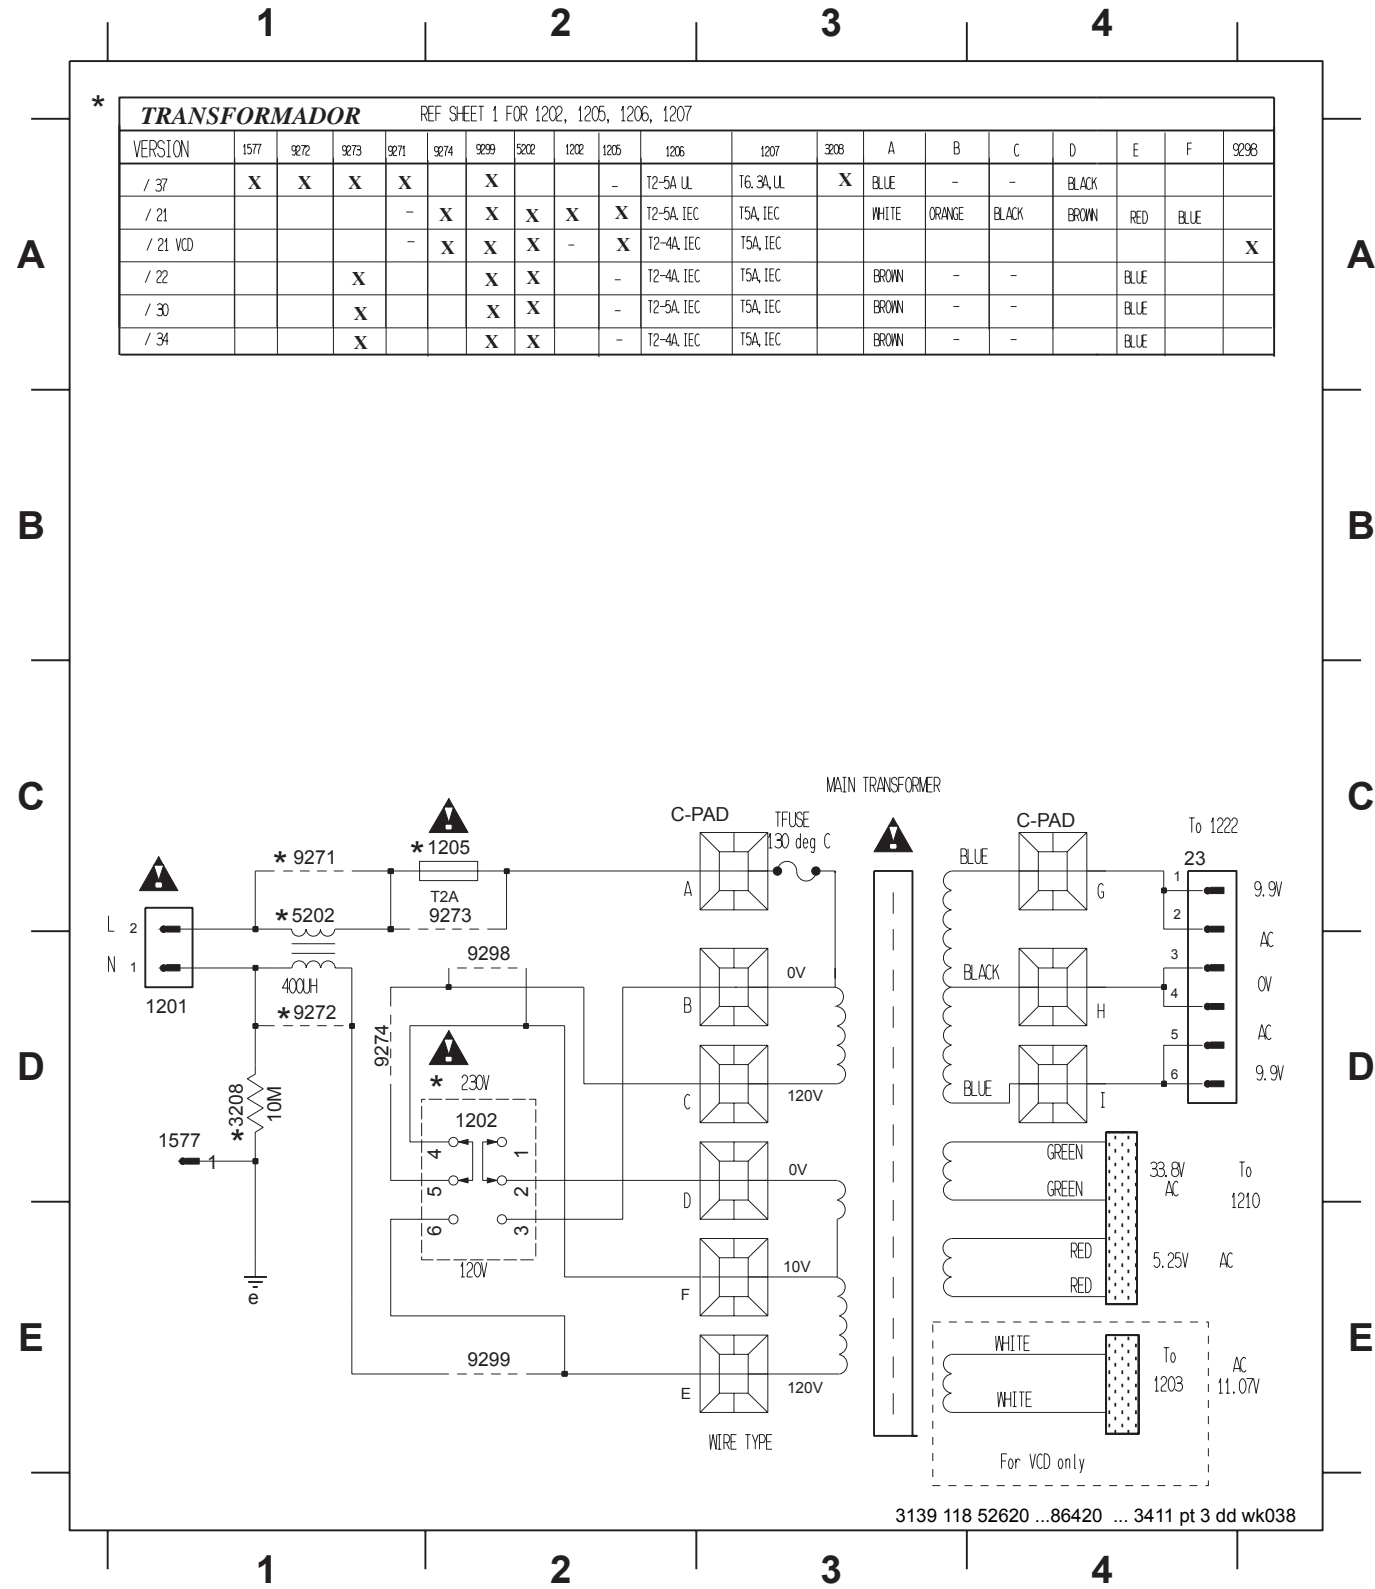 1 2 3 4
*
TRANSFORMADOR REF SHEET 1 FOR 1202, 1205, 1206, 1207
VERSION 1577 9272 9273 9271 9274 9299 5202 1202 1205 1206 1207 3208 A B C D E F 9298
/ 37 X X X X X - T2-5A UL T6.3A,UL X BLUE - - BLACK
/ 21 - X X X X X T2-5A. IEC T5A, IEC WHITE ORANGE BLACK BROWN RED BLUE
/ 21 VCD - X X X - X T2-4A. IEC T5A, IEC X
/ 22 X X X - T2-4A. IEC T5A, IEC BROWN - - BLUE
/ 30 X X X - T2-5A. IEC T5A, IEC BROWN - - BLUE
/ 34 X X X - T2-4A. IEC T5A, IEC BROWN - - BLUE
A A
B B
C C
MAIN TRANSFORMER
C-PAD TFUSE C-PAD To 1222
130 deg C
* 1205
* 9271 BLUE 23
1
A G 9.9V
T2A
9273
* 5202
L 2 2
AC
9298 3
N 1 0V BLACK
400UH 4 0V
1201 * 9272 B H
5 AC
9274
D D
* 230V BLUE 6 9.9V
* 3208 10M
C 120V I
1202
1577 1
4 1
GREEN
33.8V To
0V AC
5 2 GREEN
D 1210
6 3
RED
120V 10V 5.25V AC
RED
e F
E E
WHITE To AC
9299 1203 11.07V
E 120V WHITE
WIRE TYPE
For VCD only
3139 118 52620 ...86420 ... 3411 pt 3 dd wk038
1 2 3 4